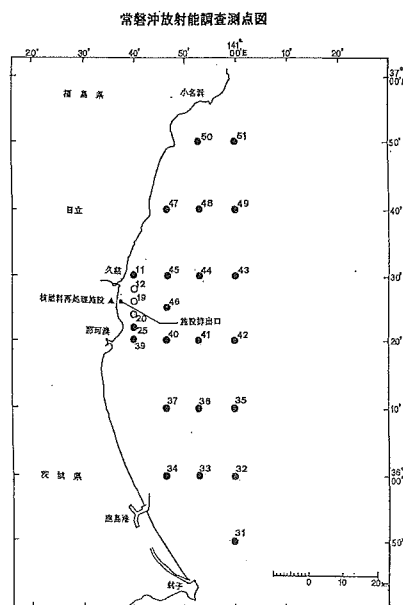 常磐沖放射能調査測点図
20′ 30′ 40′ 50′ 141° 00′E 10′ 20′
37° 00′N
福島県
小名浜
50 51
50′
日立
47 48 49
40′
久慈
11 45 44 43
30′
12
核燃料再処理施設
19
46
20
施設排出口
那珂湊
25
39 40 41 42
20′
37 36 35
10′
茨城県
34 33 32
36° 00′
鹿島港
31
50′
銚子
0 20km